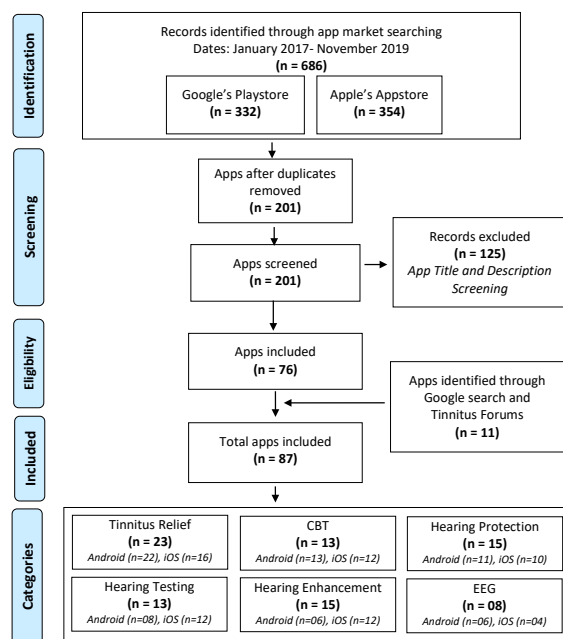 Identification
Records identified through app market searching
Dates: January 2017- November 2019
(n = 686)
Google's Playstore
(n = 332)
Apple's Appstore
(n = 354)
Screening
Apps after duplicates
removed
(n = 201)
Apps screened
(n = 201)
Records excluded
(n = 125)
App Title and Description
Screening
Eligibility
Apps included
(n = 76)
Apps identified through
Google search and
Tinnitus Forums
(n = 11)
Included
Total apps included
(n = 87)
Categories
Tinnitus Relief
(n = 23)
Android (n=22), iOS (n=16)
CBT
(n = 13)
Android (n=13), iOS (n=12)
Hearing Protection
(n = 15)
Android (n=11), iOS (n=10)
Hearing Testing
(n = 13)
Android (n=08), iOS (n=12)
Hearing Enhancement
(n = 15)
Android (n=06), iOS (n=12)
EEG
(n = 08)
Android (n=06), iOS (n=04)